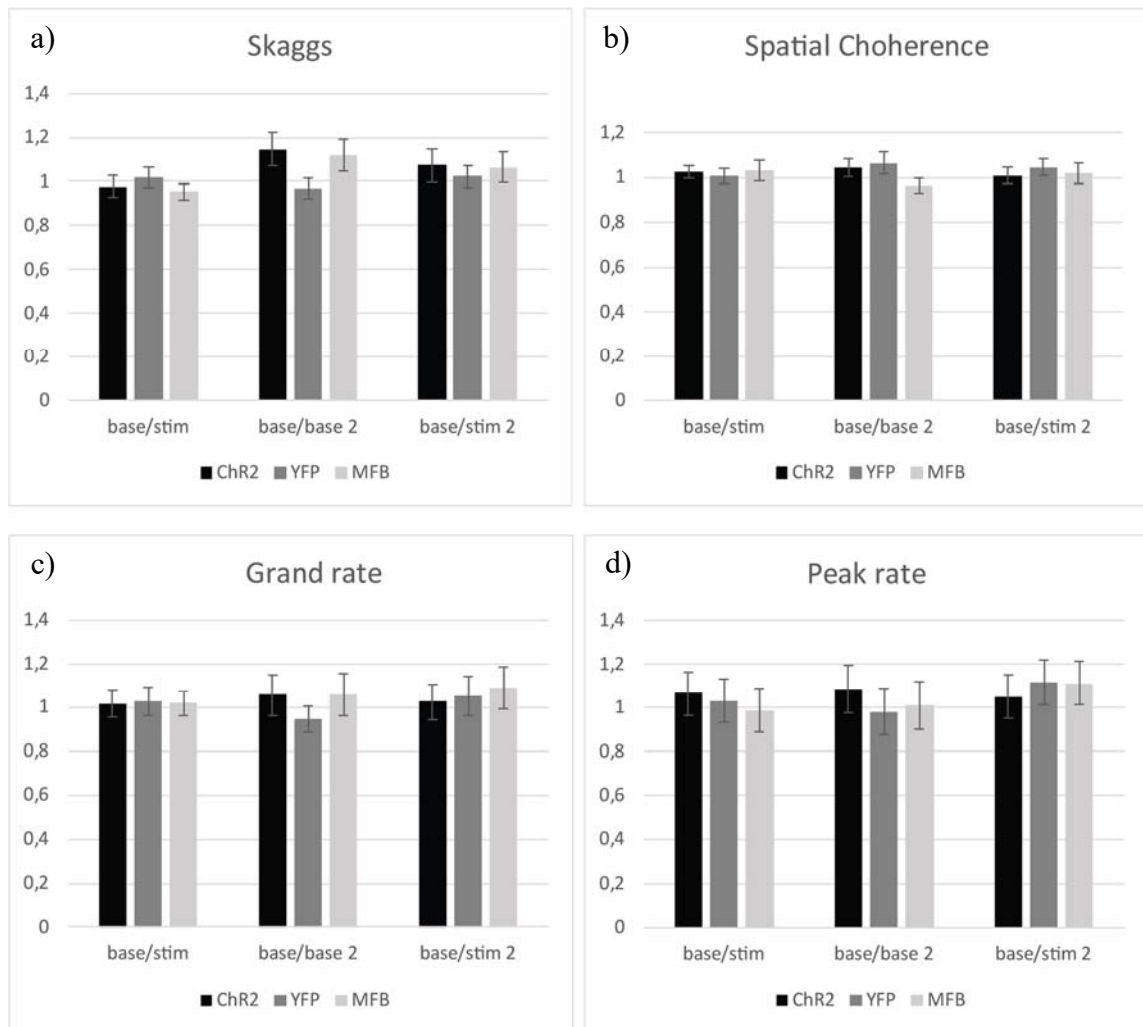 a)
Skaggs
1,4
1,2
1
0,8
0,6
0,4
0,2
0
base/stim base/base 2 base/stim 2
ChR2 YFP MFB
b)
Spatial Choherence
1,2
1
0,8
0,6
0,4
0,2
0
base/stim base/base 2 base/stim 2
ChR2 YFP MFB
c)
Grand rate
1,4
1,2
1
0,8
0,6
0,4
0,2
0
base/stim base/base 2 base/stim 2
ChR2 YFP MFB
d)
Peak rate
1,4
1,2
1
0,8
0,6
0,4
0,2
0
base/stim base/base 2 base/stim 2
ChR2 YFP MFB